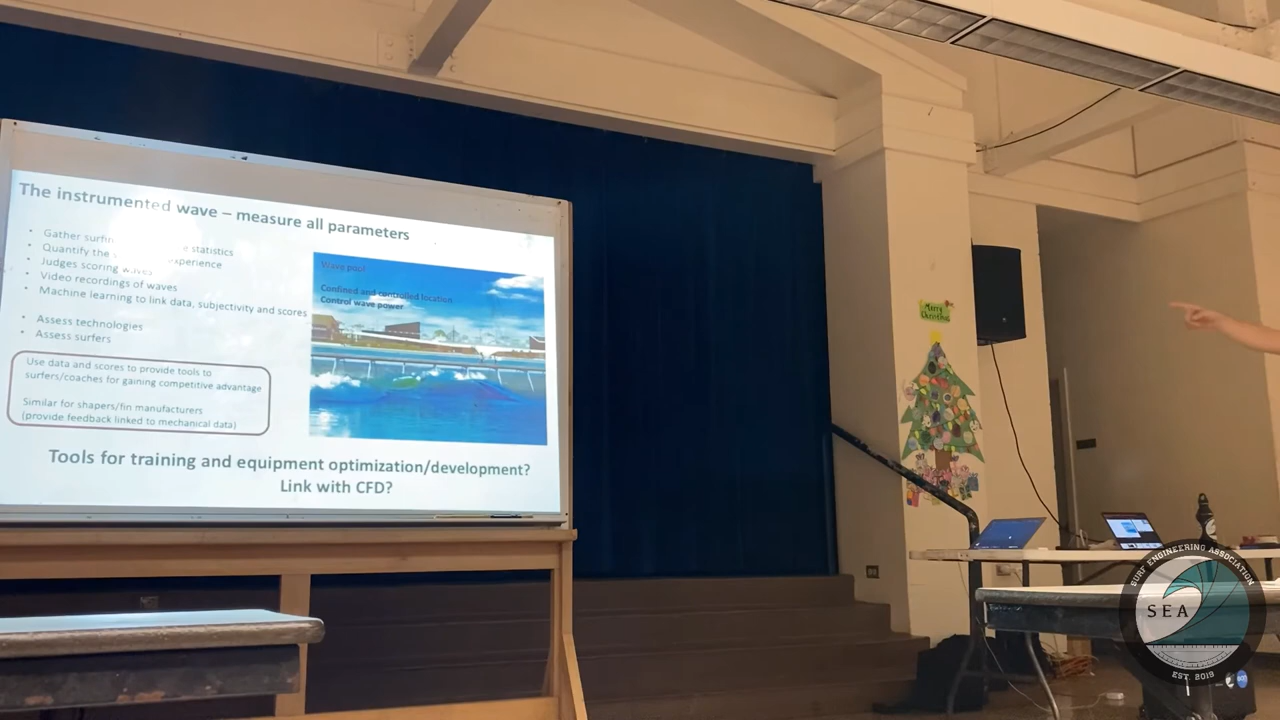 The instrumented wave – measure all parameters
• Gather statistics
• Quantify the experience
• Judges scoring waves
• Video recordings of waves
• Machine learning to link data, subjectivity and scores
• Assess technologies
• Assess surfers
Use data and scores to provide tools to
surfers/coaches for gaining competitive advantage
Similar for shapers/fin manufacturers
(provide feedback linked to mechanical data)
Wave pool
Confined and controlled location
Control wave power
Tools for training and equipment optimization/development?
Link with CFD?
Merry
Christmas
SURF ENGINEERING ASSOCIATION
SEA
EST. 2019